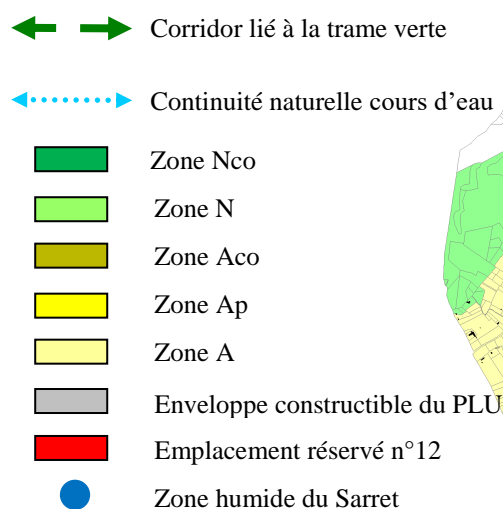 Corridor lié à la trame verte
Continuité naturelle cours d'eau
Zone Nco
Zone N
Zone Aco
Zone Ap
Zone A
Enveloppe constructible du PLU
Emplacement réservé n°12
Zone humide du Sarret